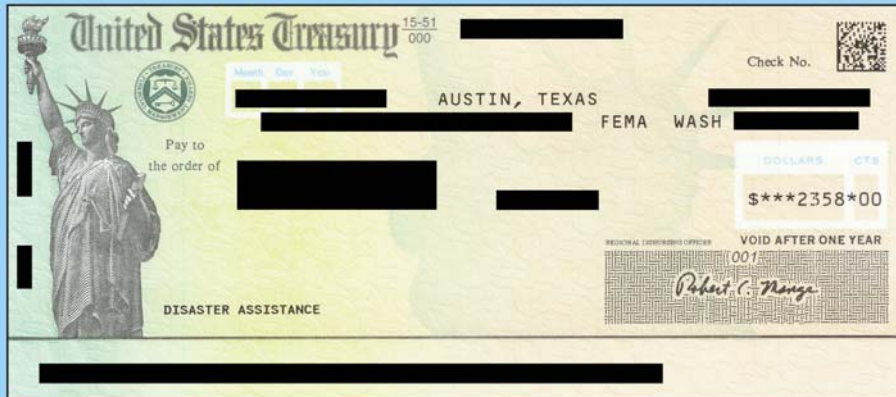 United States Treasury 15-51
000
Check No.
Month Day Year
AUSTIN, TEXAS
FEMA WASH
Pay to
the order of
DOLLARS CTS
$***2358*00
REGIONAL DISBURSING OFFICER VOID AFTER ONE YEAR
001
DISASTER ASSISTANCE